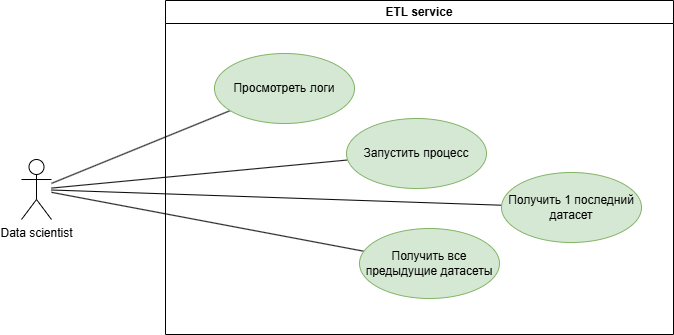 ETL service
Просмотреть логи
Запустить процесс
Получить 1 последний
датасет
Data scientist
Получить все
предыдущие датасеты